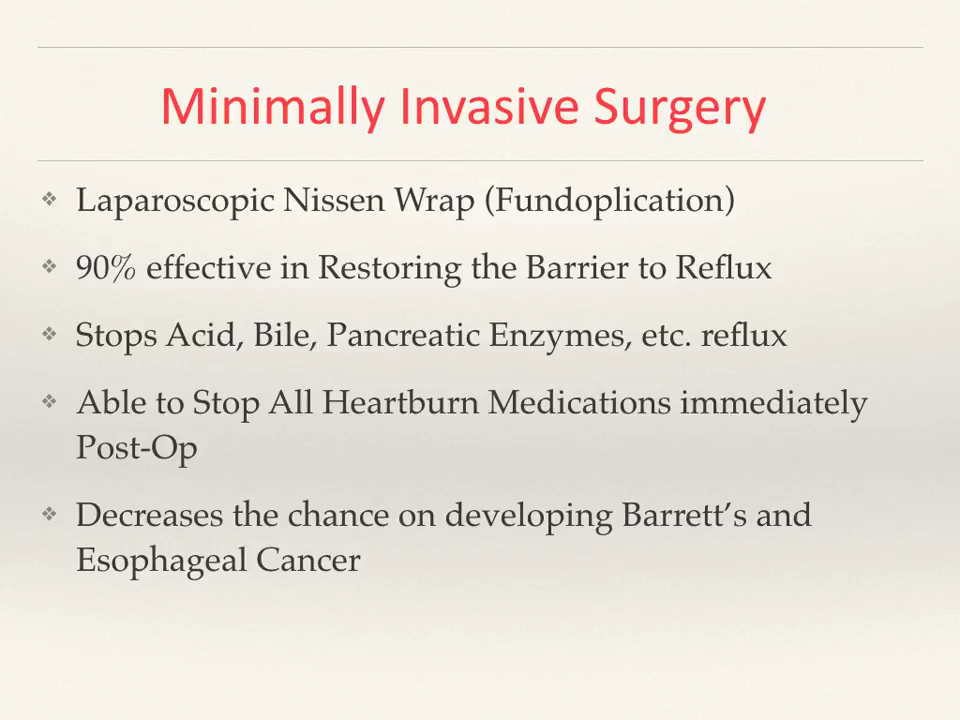 Minimally Invasive Surgery
❖ Laparoscopic Nissen Wrap (Fundoplication)
❖ 90% effective in Restoring the Barrier to Reflux
❖ Stops Acid, Bile, Pancreatic Enzymes, etc. reflux
❖ Able to Stop All Heartburn Medications immediately
Post-Op
❖ Decreases the chance on developing Barrett’s and
Esophageal Cancer